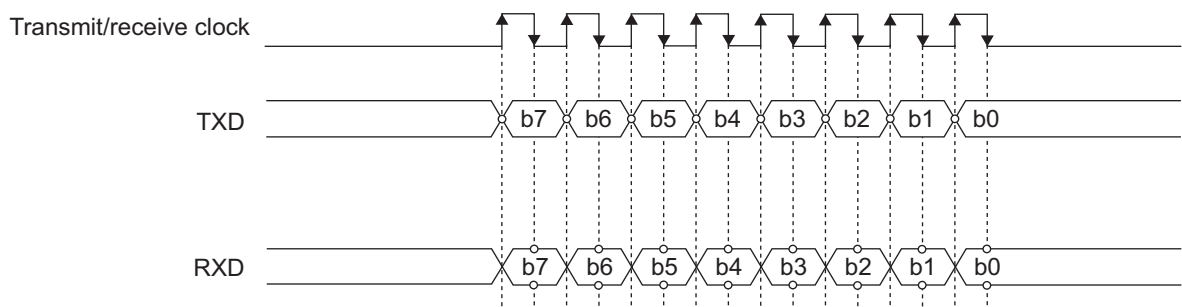 Transmit/receive clock
TXD b7 b6 b5 b4 b3 b2 b1 b0
RXD b7 b6 b5 b4 b3 b2 b1 b0